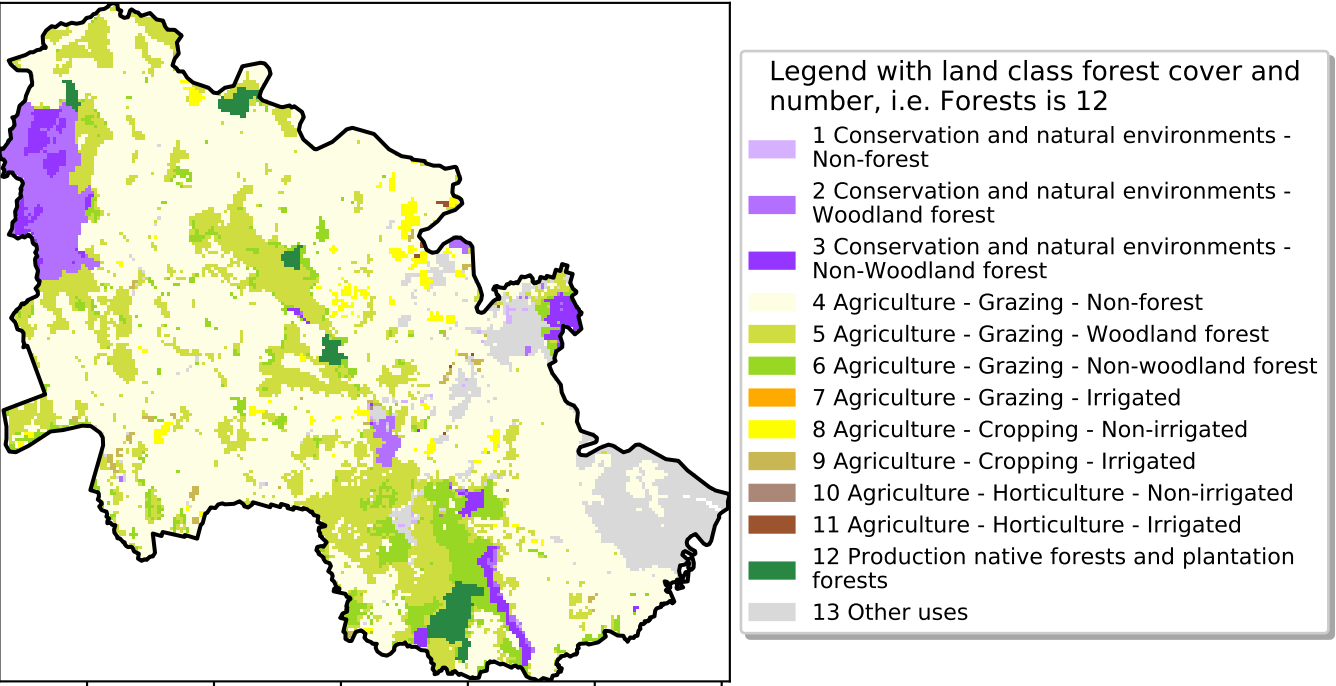 Legend with land class forest cover and
number, i.e. Forests is 12
1 Conservation and natural environments -
Non-forest
2 Conservation and natural environments -
Woodland forest
3 Conservation and natural environments -
Non-Woodland forest
4 Agriculture - Grazing - Non-forest
5 Agriculture - Grazing - Woodland forest
6 Agriculture - Grazing - Non-woodland forest
7 Agriculture - Grazing - Irrigated
8 Agriculture - Cropping - Non-irrigated
9 Agriculture - Cropping - Irrigated
10 Agriculture - Horticulture - Non-irrigated
11 Agriculture - Horticulture - Irrigated
12 Production native forests and plantation
forests
13 Other uses